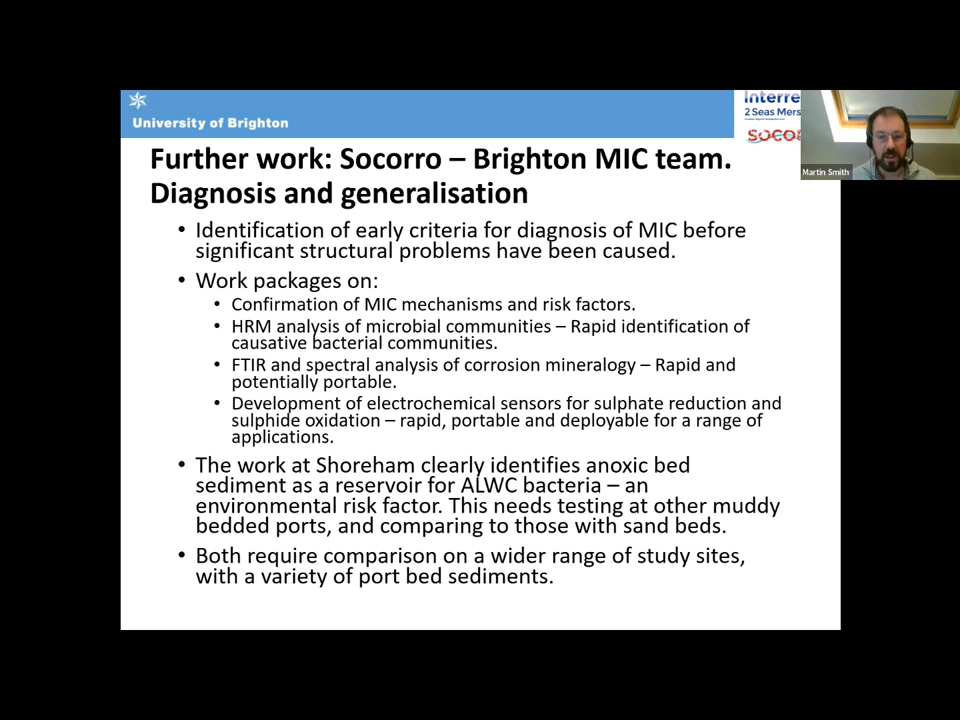 University of Brighton
Interre
2 Seas Mers
SOCO
Martin Smith
Further work: Socorro – Brighton MIC team.
Diagnosis and generalisation
• Identification of early criteria for diagnosis of MIC before
significant structural problems have been caused.
• Work packages on:
• Confirmation of MIC mechanisms and risk factors.
• HRM analysis of microbial communities – Rapid identification of
causative bacterial communities.
• FTIR and spectral analysis of corrosion mineralogy – Rapid and
potentially portable.
• Development of electrochemical sensors for sulphate reduction and
sulphide oxidation – rapid, portable and deployable for a range of
applications.
• The work at Shoreham clearly identifies anoxic bed
sediment as a reservoir for ALWC bacteria – an
environmental risk factor. This needs testing at other muddy
bedded ports, and comparing to those with sand beds.
• Both require comparison on a wider range of study sites,
with a variety of port bed sediments.